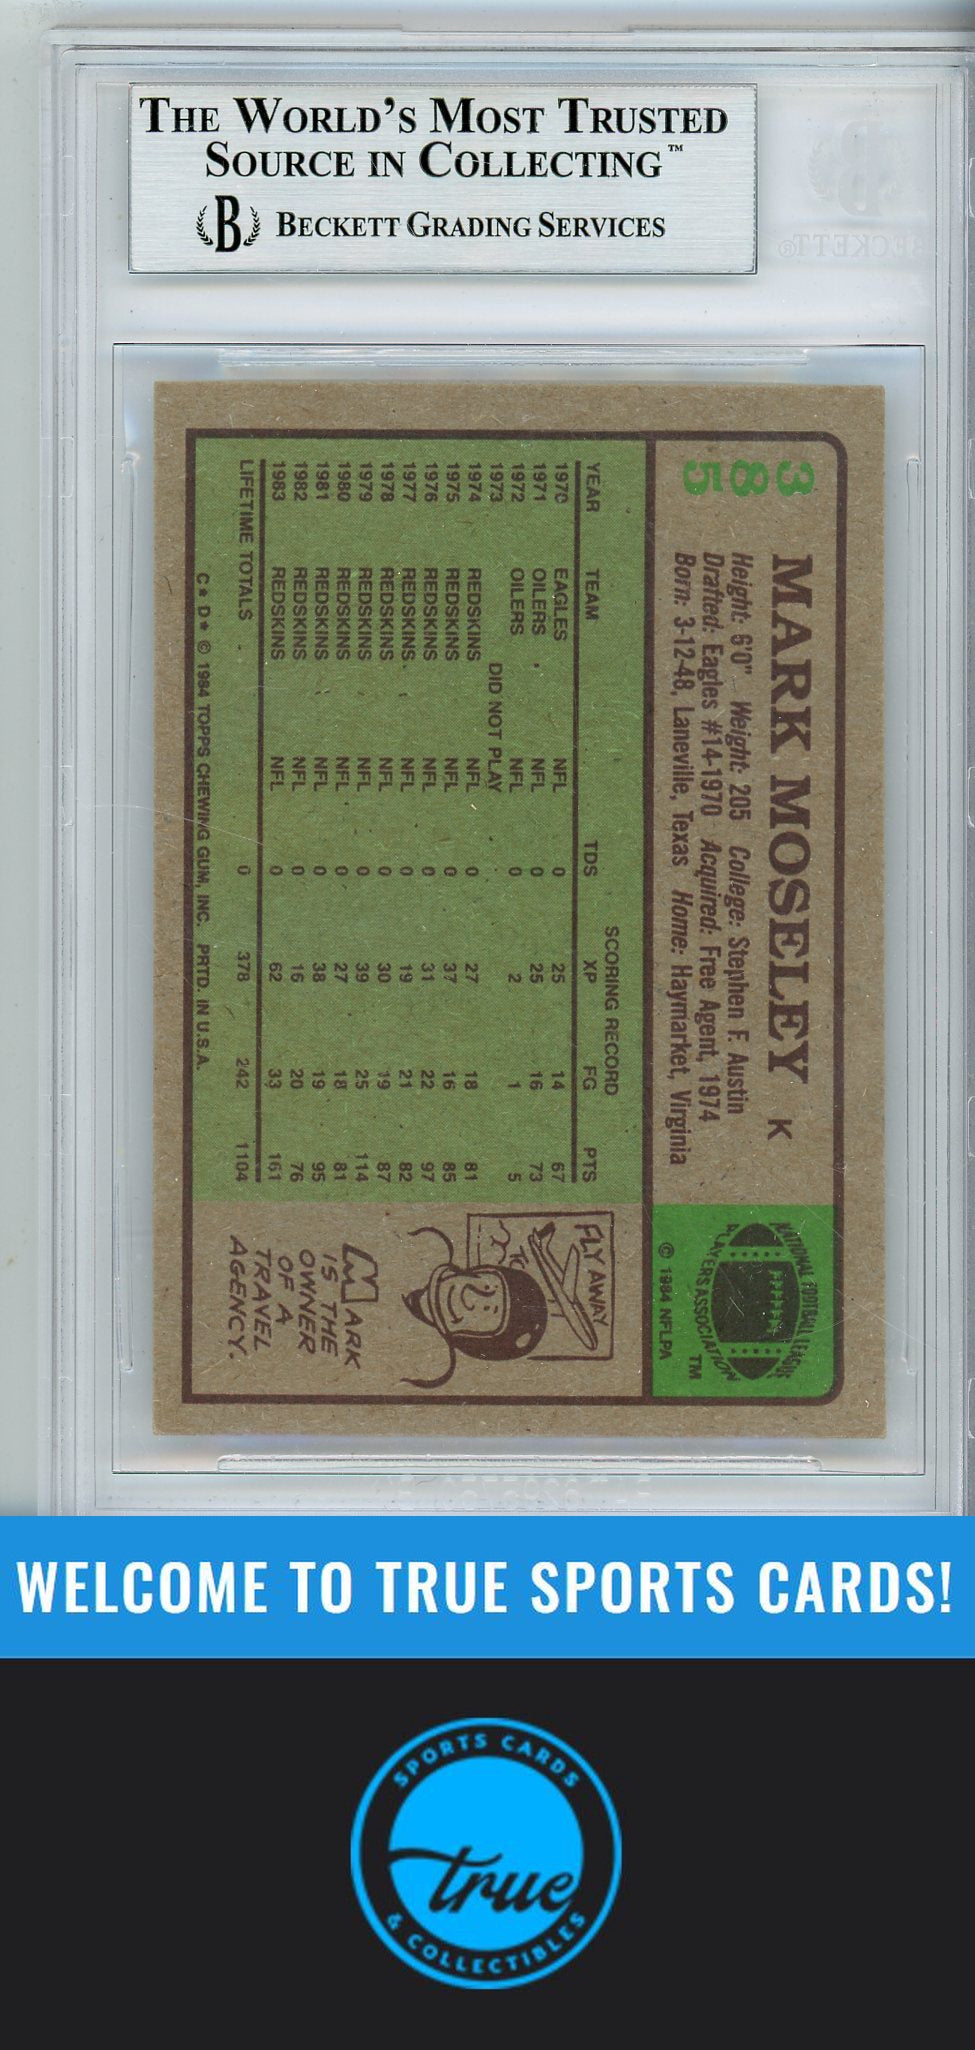 THE WORLD'S MOST TRUSTED
SOURCE IN COLLECTING™
B BECKETT GRADING SERVICES
BECKETT®
385
MARK MOSELEY K
Height: 6'0" Weight: 205 College: Stephen F. Austin
Drafted: Eagles #14-1970 Acquired: Free Agent, 1974
Born: 3-12-48, Laneville, Texas Home: Haymarket, Virginia
NATIONAL FOOTBALL LEAGUE
PLAYERS ASSOCIATION TM
© 1984 NFLPA
SCORING RECORD
YEAR TEAM TDS XP FG PTS
1970 EAGLES NFL 0 25 14 67
1971 OILERS NFL 0 25 16 73
1972 OILERS NFL 0 2 1 5
1973 DID NOT PLAY
1974 REDSKINS NFL 0 27 18 81
1975 REDSKINS NFL 0 37 16 85
1976 REDSKINS NFL 0 31 22 97
1977 REDSKINS NFL 0 19 21 82
1978 REDSKINS NFL 0 30 19 87
1979 REDSKINS NFL 0 39 25 114
1980 REDSKINS NFL 0 27 18 81
1981 REDSKINS NFL 0 38 19 95
1982 REDSKINS NFL 0 16 20 76
1983 REDSKINS NFL 0 62 33 161
LIFETIME TOTALS 0 378 242 1104
C* D* © 1984 TOPPS CHEWING GUM, INC. PRTD. IN U.S.A.
FLY AWAY
TO
MARK
IS THE
OWNER
OF A
TRAVEL
AGENCY.
WELCOME TO TRUE SPORTS CARDS!
SPORTS CARDS
true
& COLLECTIBLES